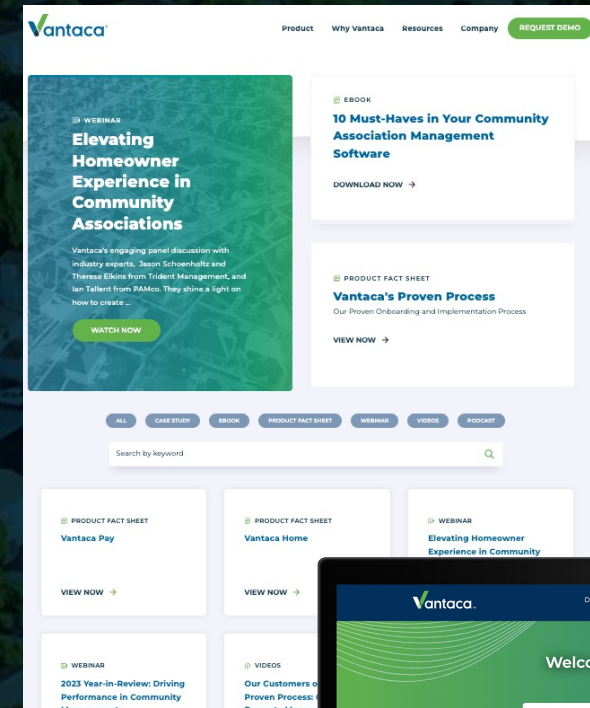 Vantaca
Product Why Vantaca Resources Company REQUEST DEMO
WEBINAR
Elevating
Homeowner
Experience in
Community
Associations
Vantaca's engaging panel discussion with
industry experts, Jason Schoenholtz and
Therese Elkins from Trident Management, and
Ian Tallent from PAMco. They shine a light on
how to create ...
WATCH NOW
EBOOK
10 Must-Haves in Your Community
Association Management
Software
DOWNLOAD NOW
PRODUCT FACT SHEET
Vantaca's Proven Process
Our Proven Onboarding and Implementation Process
VIEW NOW
ALL CASE STUDY EBOOK PRODUCT FACT SHEET WEBINAR VIDEOS PODCAST
Search by keyword
PRODUCT FACT SHEET
Vantaca Pay
VIEW NOW
PRODUCT FACT SHEET
Vantaca Home
VIEW NOW
WEBINAR
Elevating Homeowner
Experience in Community
WEBINAR
2023 Year-in-Review: Driving
Performance in Community
VIDEOS
Our Customers
Proven Process:
Vantaca
Welco